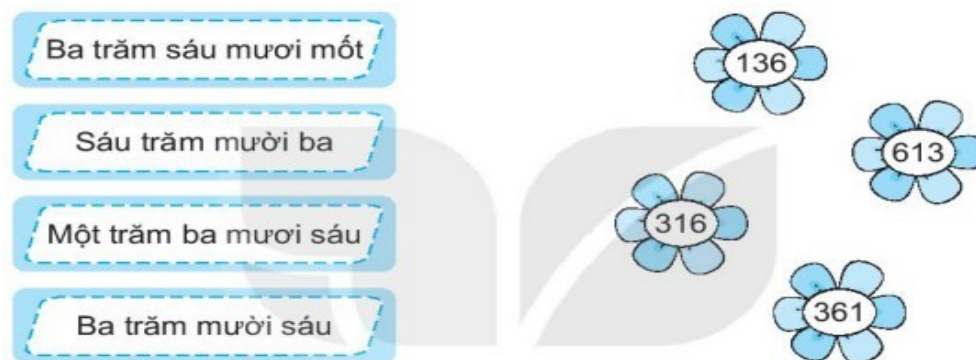 Ba trăm sáu mươi mốt
136
Sáu trăm mười ba
613
Một trăm ba mươi sáu
316
Ba trăm mười sáu
361